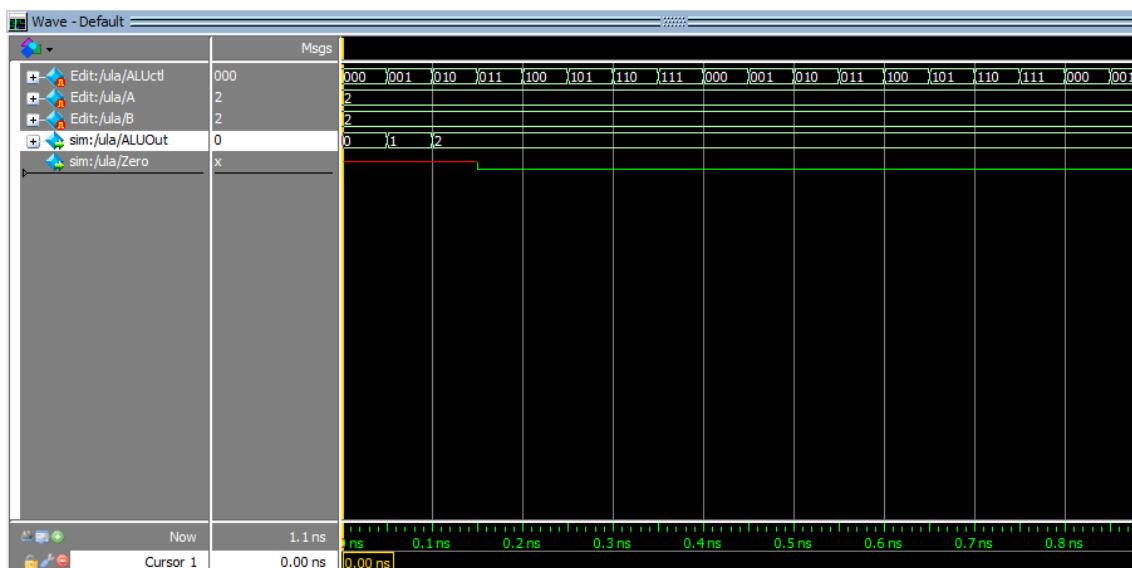 Wave - Default
Msgs
Edit:/ula/ALUctl 000 000 001 010 011 100 101 110 111 000 001 010 011 100 101 110 111 000 001
Edit:/ula/A 2 2
Edit:/ula/B 2 2
sim:/ula/ALUOut 0 0 1 2
sim:/ula/Zero x
Now 1.1 ns ns 0.1 ns 0.2 ns 0.3 ns 0.4 ns 0.5 ns 0.6 ns 0.7 ns 0.8 ns
Cursor 1 0.00 ns 0.00 ns